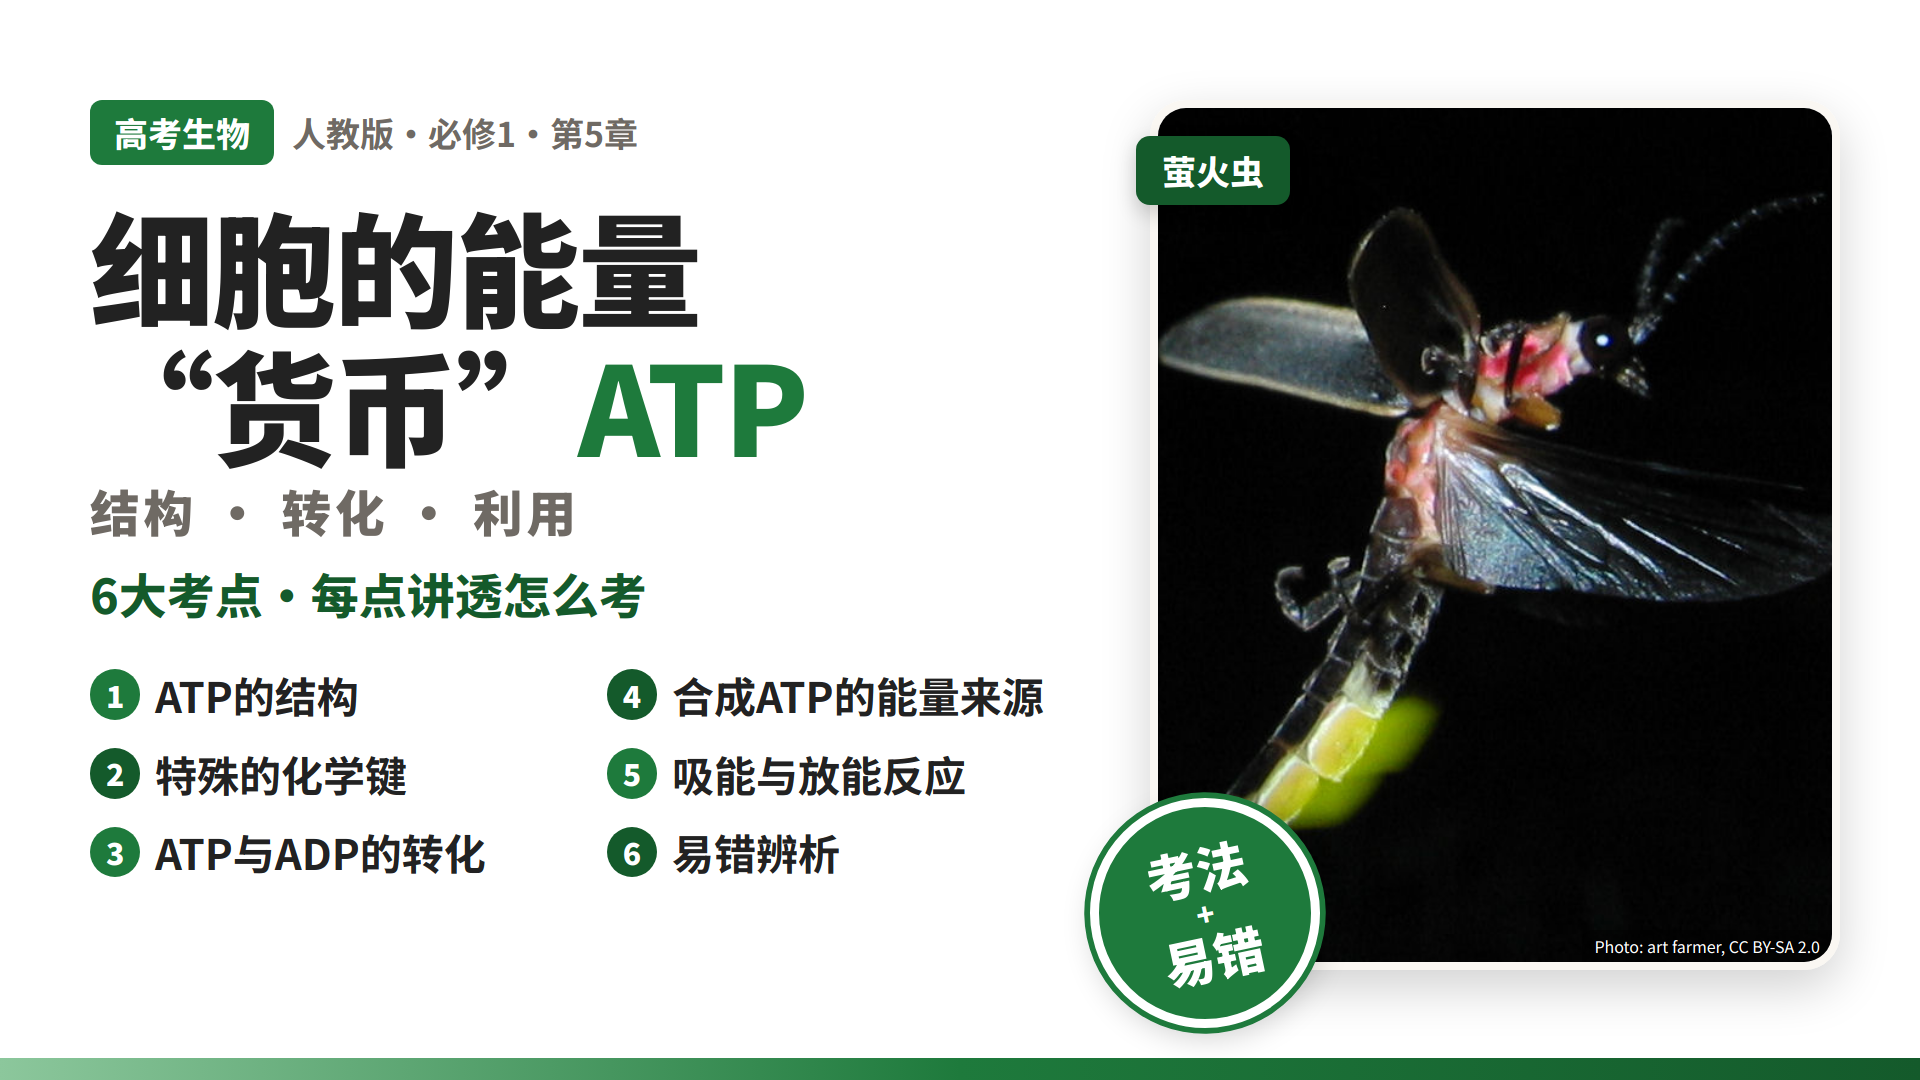 高考生物
人教版·必修1·第5章
细胞的能量
“货币”ATP
结构 · 转化 · 利用
6大考点·每点讲透怎么考
1 ATP的结构
2 特殊的化学键
3 ATP与ADP的转化
4 合成ATP的能量来源
5 吸能与放能反应
6 易错辨析
萤火虫
考法
+
易错
Photo: art farmer, CC BY-SA 2.0